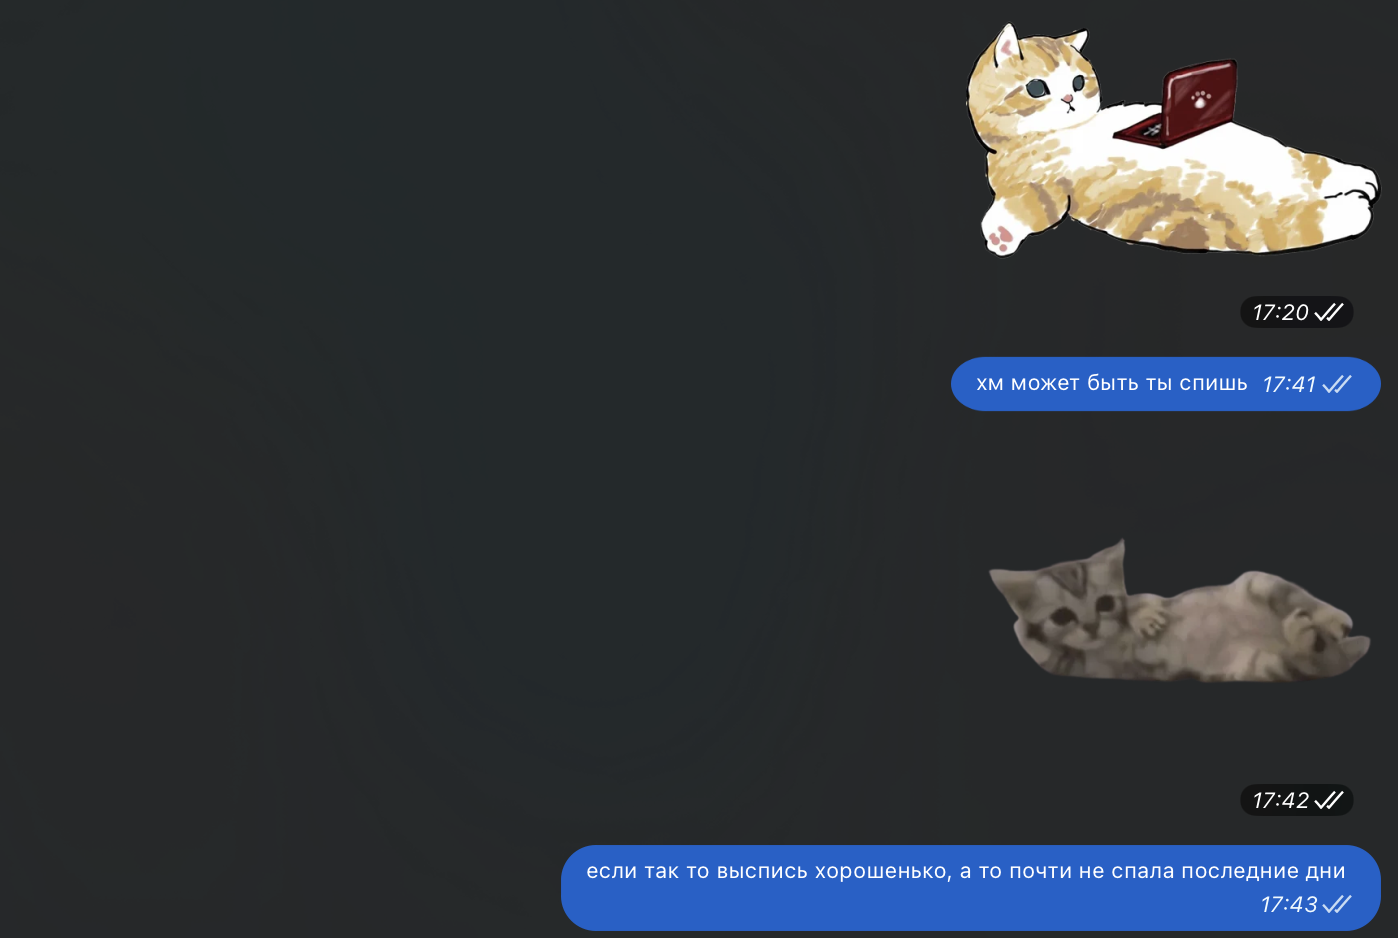 17:20
хм может быть ты спишь 17:41
17:42
если так то выспись хорошенько, а то почти не спала последние дни
17:43